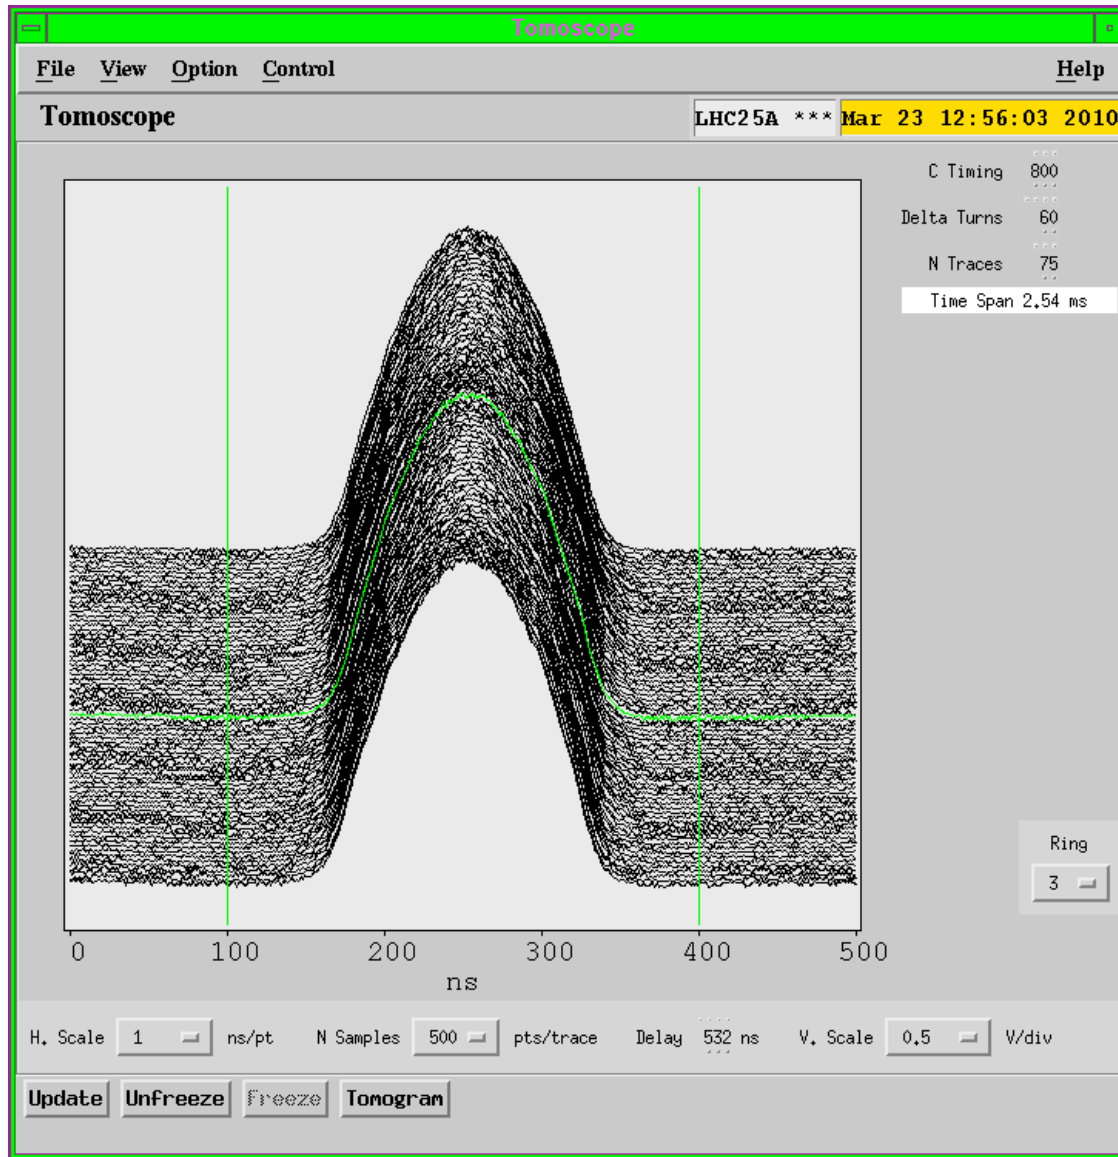 Tomoscope
File View Option Control Help
Tomoscope LHC25A *** Mar 23 12:56:03 2010
C Timing 800
Delta Turns 60
N Traces 75
Time Span 2.54 ms
Ring
3
0 100 200 300 400 500
ns
H. Scale 1 ns/pt N Samples 500 pts/trace Delay 532 ns V. Scale 0.5 V/div
Update Unfreeze Freeze Tomogram